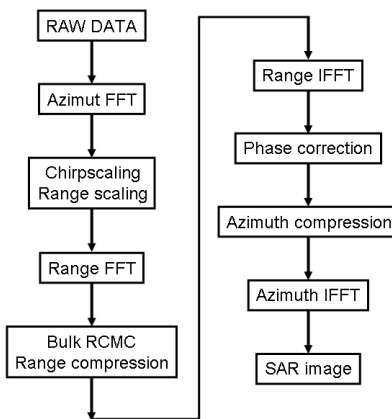 RAW DATA
Azimut FFT
Chirpscaling
Range scaling
Range FFT
Bulk RCMC
Range compression
Range IFFT
Phase correction
Azimuth compression
Azimuth IFFT
SAR image